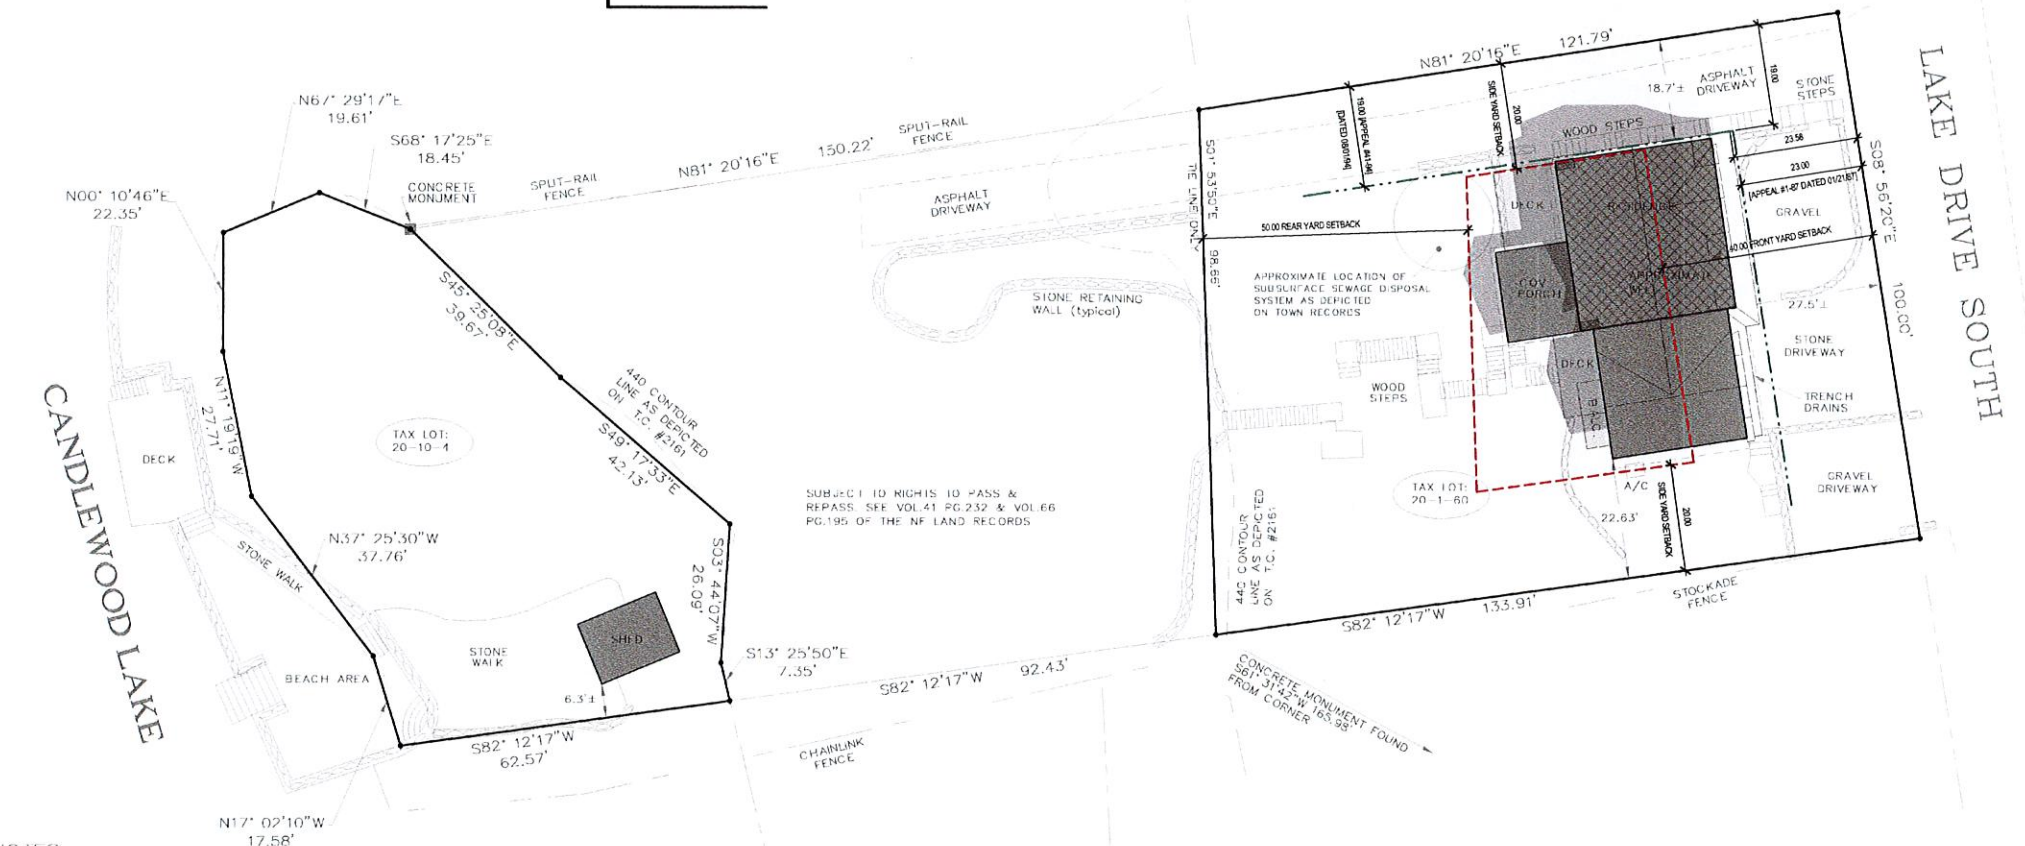 N67° 29'17"E
19.61'
S68° 17'25"E
18.45'
N00° 10'46"E
22.35'
CONCRETE
MONUMENT
SPLIT-RAIL
FENCE
N81° 20'16"E 150.22'
SPLIT-RAIL
FENCE
ASPHALT
DRIVEWAY
S45° 25'08"E
39.67'
440 CONTOUR
LINE AS DEPICTED
ON T.C. #2161
S49° 17'33"E
42.13'
N11° 19'19"W
27.71'
TAX LOT:
20-10-4
DECK
CANDLEWOOD LAKE
N37° 25'30"W
37.76'
STONE WALK
STONE
WALK
SHED
BEACH AREA
6.3'±
S03° 44'07"W
26.09'
S13° 25'50"E
7.35'
S82° 12'17"W
62.57'
N17° 02'10"W
17.58'
STONE RETAINING
WALL (typical)
SUBJECT TO RIGHTS TO PASS &
REPASS. SEE VOL.41 PG.232 & VOL.66
PG.195 OF THE NF LAND RECORDS
S82° 12'17"W 92.43'
CHAINLINK
FENCE
N81° 20'16"E 121.79'
S01° 53'50"E 98.66'
TIE LINE ONLY
19.00 [APPEAL #41-94]
[DATED 08/01/94]
SIDE YARD SETBACK
20.00
18.7'±
ASPHALT
DRIVEWAY
19.00
STONE
STEPS
WOOD STEPS
23.56
23.00
[APPEAL #1-87 DATED 01/21/87]
GRAVEL
40.00 FRONT YARD SETBACK
50.00 REAR YARD SETBACK
DECK
RESIDENCE
COV.
PORCH
APPROXIMATE
APPROXIMATE LOCATION OF
SUBSURFACE SEWAGE DISPOSAL
SYSTEM AS DEPICTED
ON TOWN RECORDS
27.5'±
STONE
DRIVEWAY
DECK
BALC.
WOOD
STEPS
TRENCH
DRAINS
TAX LOT:
20-1-60
A/C
22.63'
SIDE YARD SETBACK
20.00
GRAVEL
DRIVEWAY
440 CONTOUR
LINE AS DEPICTED
ON T.C. #2161
S82° 12'17"W 133.91'
STOCKADE
FENCE
CONCRETE MONUMENT FOUND
S61° 31'42"W 165.98'
FROM CORNER
S08° 56'20"E 100.00'
LAKE DRIVE SOUTH